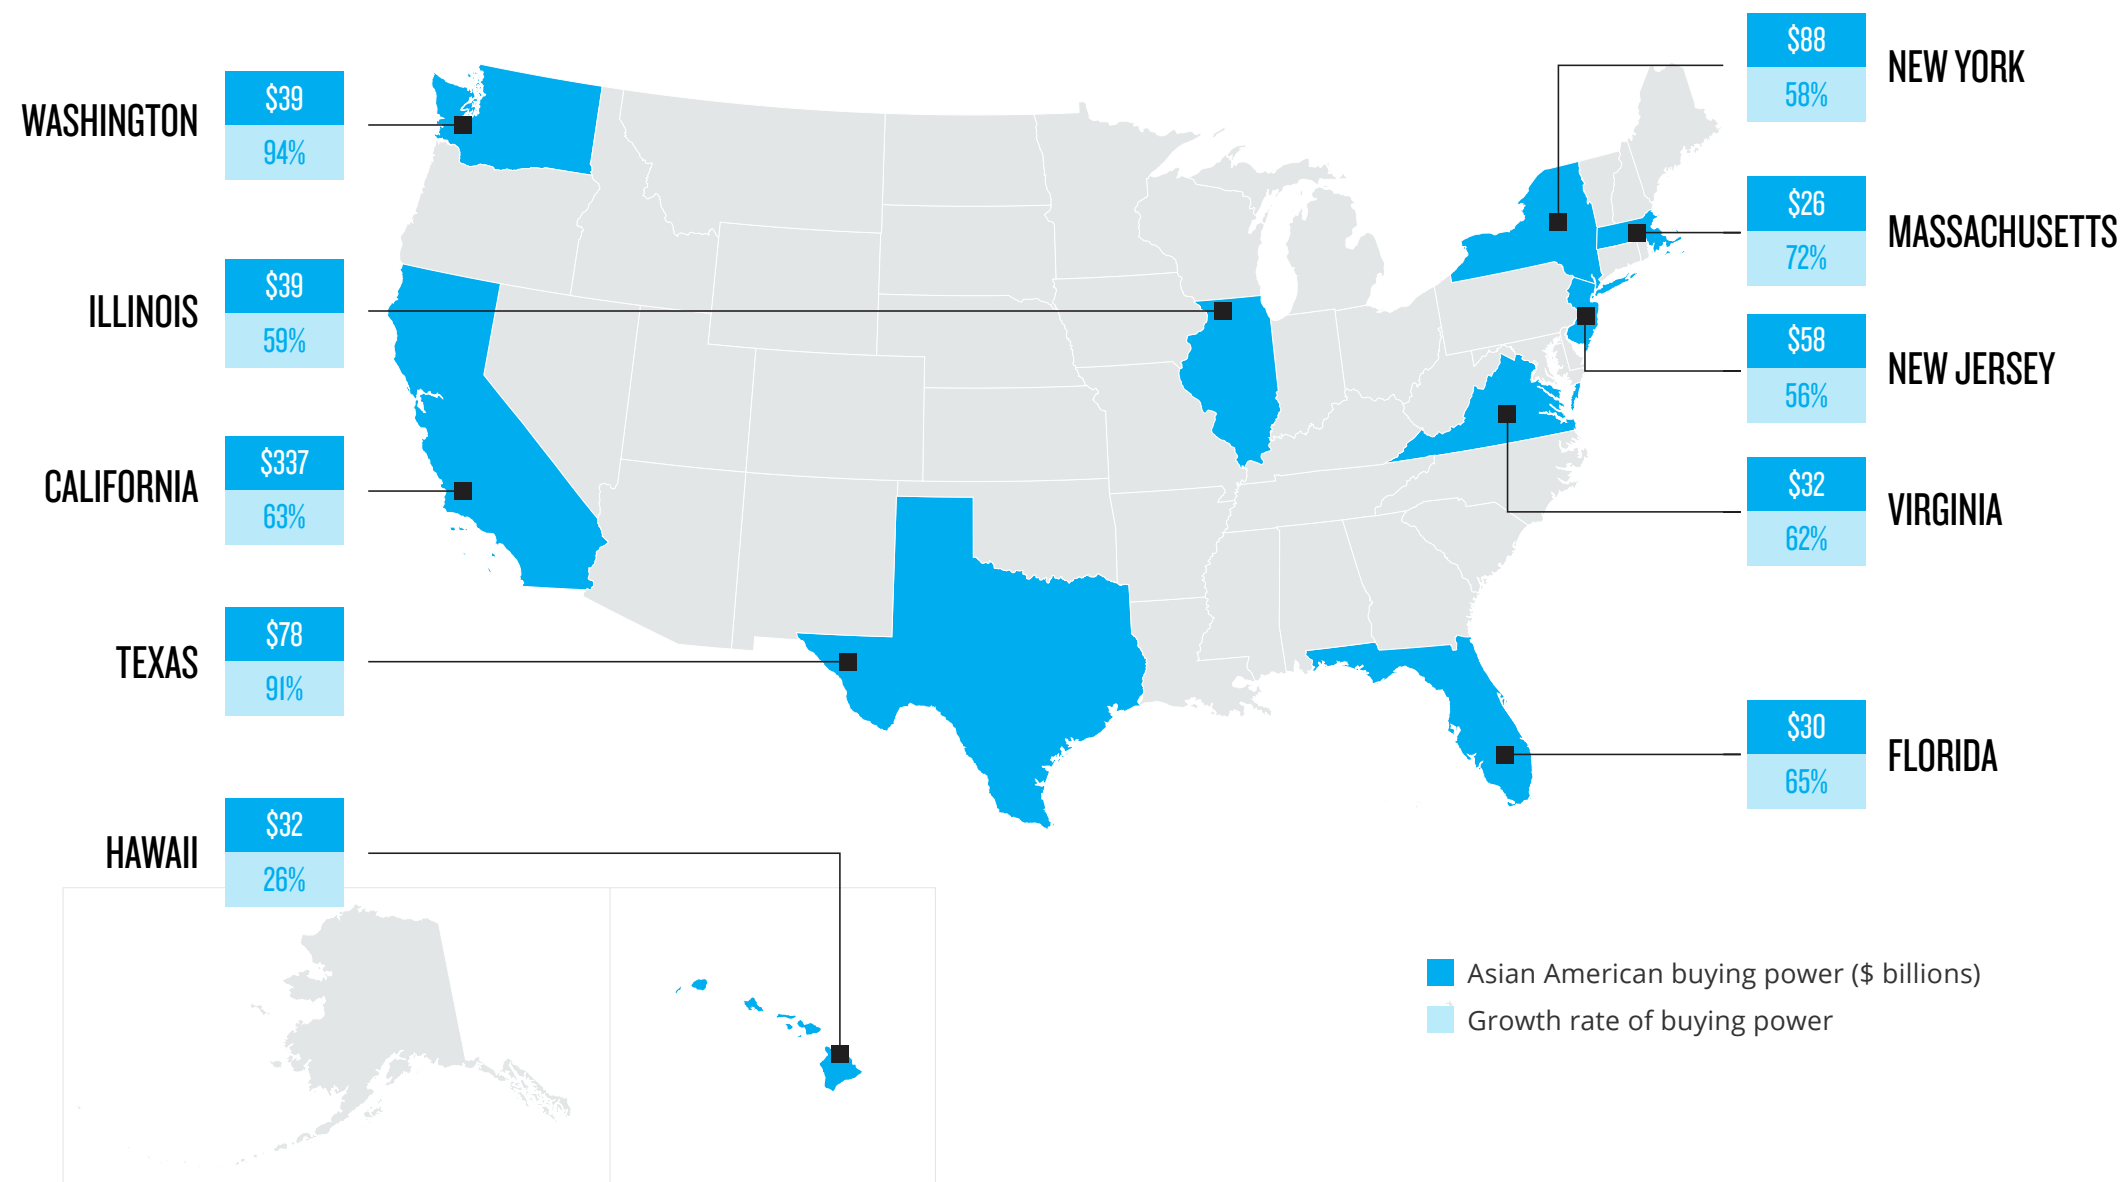 WASHINGTON
$39
94%
ILLINOIS
$39
59%
CALIFORNIA
$337
63%
TEXAS
$78
91%
HAWAII
$32
26%
$88
58%
NEW YORK
$26
72%
MASSACHUSETTS
$58
56%
NEW JERSEY
$32
62%
VIRGINIA
$30
65%
FLORIDA
Asian American buying power ($ billions)
Growth rate of buying power